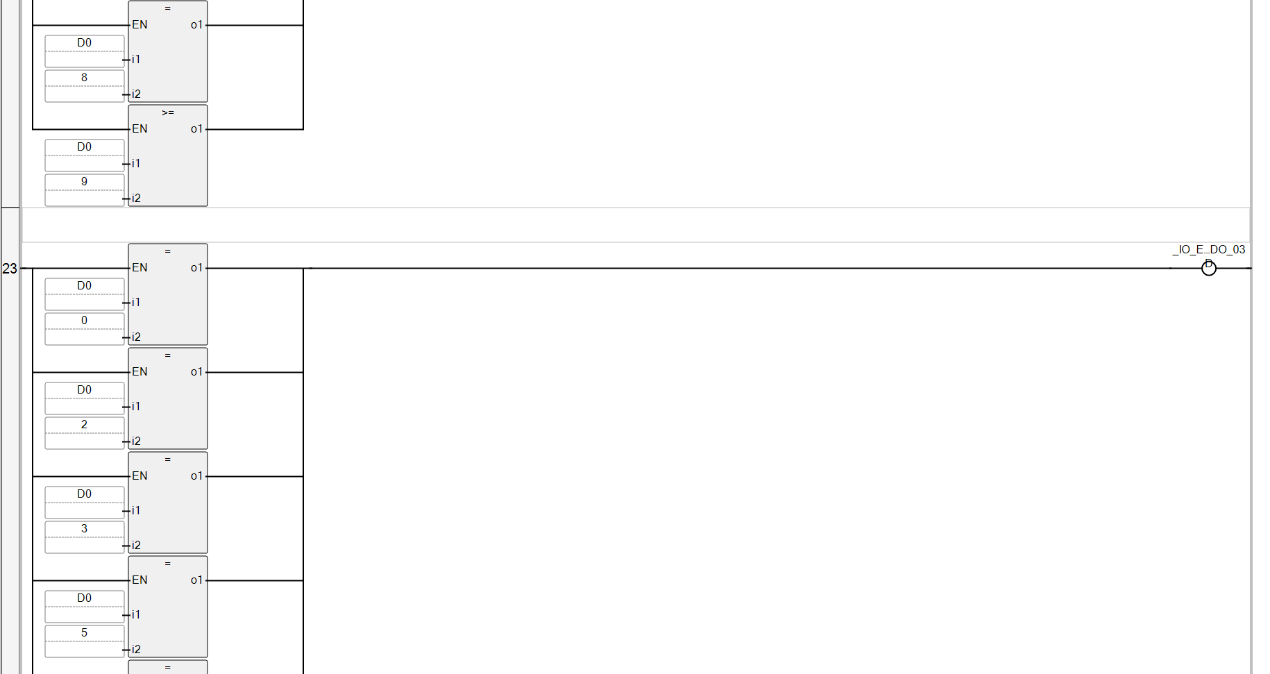 =
EN o1
D0
i1
8
i2
>=
EN o1
D0
i1
9
i2
_IO_E_DO_03
D
=
23 EN o1
D0
i1
0
i2
=
EN o1
D0
i1
2
i2
=
EN o1
D0
i1
3
i2
=
EN o1
D0
i1
5
i2
=